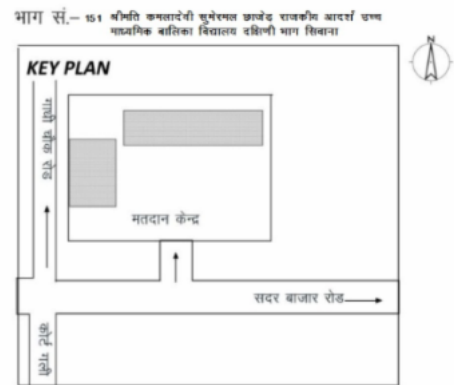 भाग सं.– 151 श्रीमति कमलादेवी सुमेरमल छाजेड़ राजकीय आदर्श उच्च
माध्यमिक बालिका विद्यालय दक्षिणी भाग सिवाना
N
KEY PLAN
गांधी चौक रोड
मतदान केन्द्र
सदर बाजार रोड
कोर्ट गली